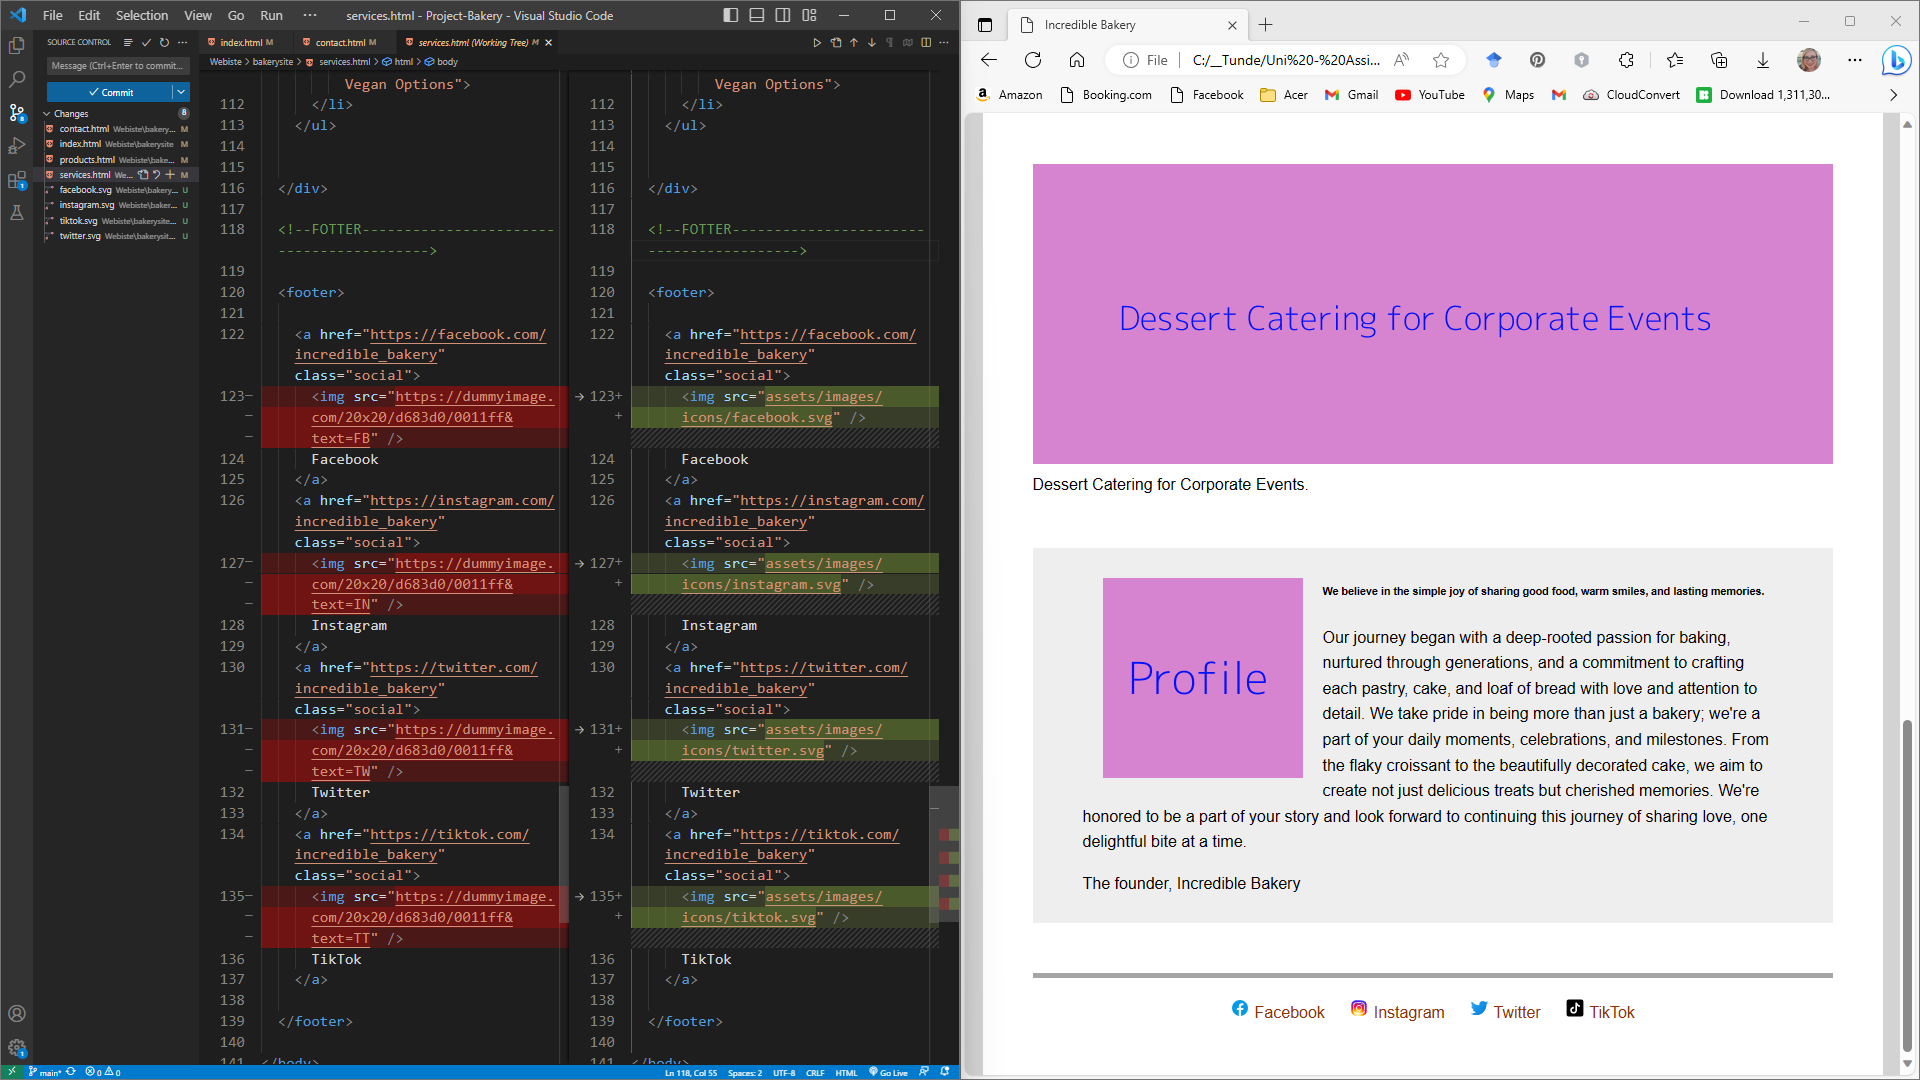 File Edit Selection View Go Run ··· services.html - Project-Bakery - Visual Studio Code
SOURCE CONTROL
Message (Ctrl+Enter to commit...
Commit
Changes 8
contact.html Webiste\bakery... M
index.html Webiste\bakerysite M
products.html Webiste\bake... M
services.html We... M
facebook.svg Webiste\bakery... U
instagram.svg Webiste\baker... U
tiktok.svg Webiste\bakerysite... U
twitter.svg Webiste\bakerysit... U
index.html M contact.html M services.html (Working Tree) M
Webiste > bakerysite > services.html > html > body
Vegan Options">
112 </li>
113 </ul>
114
115
116 </div>
117
118 <!--FOTTER-----------------------
------------------>
119
120 <footer>
121
122 <a href="https://facebook.com/
incredible_bakery"
class="social">
123- <img src="https://dummyimage.
- com/20x20/d683d0/0011ff&
- text=FB" />
124 Facebook
125 </a>
126 <a href="https://instagram.com/
incredible_bakery"
class="social">
127- <img src="https://dummyimage.
- com/20x20/d683d0/0011ff&
- text=IN" />
128 Instagram
129 </a>
130 <a href="https://twitter.com/
incredible_bakery"
class="social">
131- <img src="https://dummyimage.
- com/20x20/d683d0/0011ff&
- text=TW" />
132 Twitter
133 </a>
134 <a href="https://tiktok.com/
incredible_bakery"
class="social">
135- <img src="https://dummyimage.
- com/20x20/d683d0/0011ff&
- text=TT" />
136 TikTok
137 </a>
138
139 </footer>
140
141 </body>
Vegan Options">
112 </li>
113 </ul>
114
115
116 </div>
117
118 <!--FOTTER-----------------------
------------------>
119
120 <footer>
121
122 <a href="https://facebook.com/
incredible_bakery"
class="social">
→ 123+ <img src="assets/images/
+ icons/facebook.svg" />
124 Facebook
125 </a>
126 <a href="https://instagram.com/
incredible_bakery"
class="social">
→ 127+ <img src="assets/images/
+ icons/instagram.svg" />
128 Instagram
129 </a>
130 <a href="https://twitter.com/
incredible_bakery"
class="social">
→ 131+ <img src="assets/images/
+ icons/twitter.svg" />
132 Twitter
133 </a>
134 <a href="https://tiktok.com/
incredible_bakery"
class="social">
→ 135+ <img src="assets/images/
+ icons/tiktok.svg" />
136 TikTok
137 </a>
138
139 </footer>
140
141 </body>
main* 0 0 Ln 118, Col 55 Spaces: 2 UTF-8 CRLF HTML Go Live
Incredible Bakery
File C:/__Tunde/Uni%20-%20Assi...
Amazon Booking.com Facebook Acer Gmail YouTube Maps CloudConvert Download 1,311,30...
Dessert Catering for Corporate Events
Dessert Catering for Corporate Events.
Profile
We believe in the simple joy of sharing good food, warm smiles, and lasting memories.
Our journey began with a deep-rooted passion for baking,
nurtured through generations, and a commitment to crafting
each pastry, cake, and loaf of bread with love and attention to
detail. We take pride in being more than just a bakery; we're a
part of your daily moments, celebrations, and milestones. From
the flaky croissant to the beautifully decorated cake, we aim to
create not just delicious treats but cherished memories. We're
honored to be a part of your story and look forward to continuing this journey of sharing love, one
delightful bite at a time.
The founder, Incredible Bakery
Facebook Instagram Twitter TikTok